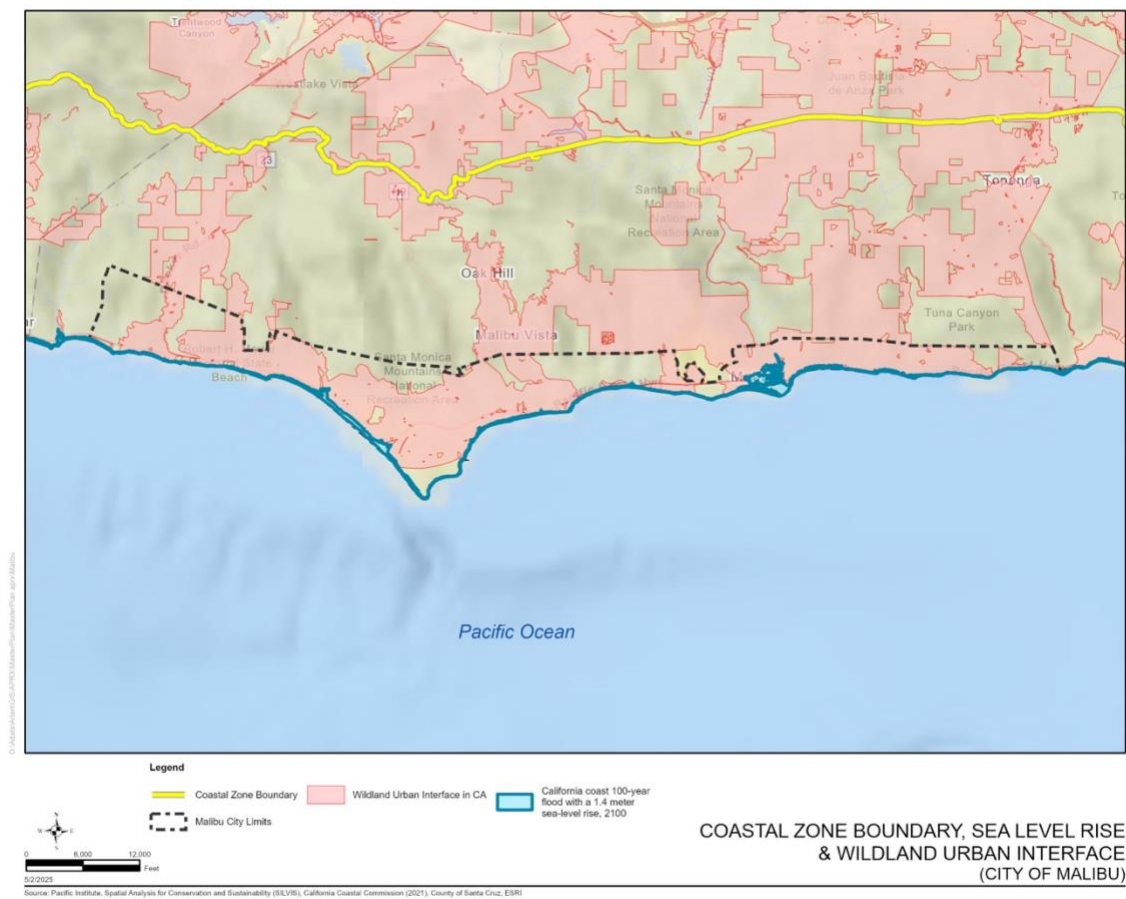 Trentwood
Canyon
Westlake Vista
Juan Bautista
de Anza Park
Topanga
Santa Monica
Mountains
National
Recreation Area
Oak Hill
Tuna Canyon
Park
Malibu Vista
Santa Monica
Mountains
National
Recreation Area
Robert H.
State
Beach
Pacific Ocean
Legend
Coastal Zone Boundary
Wildland Urban Interface in CA
California coast 100-year
flood with a 1.4 meter
sea-level rise, 2100
Malibu City Limits
N
W
E
S
0 6,000 12,000
Feet
5/2/2025
COASTAL ZONE BOUNDARY, SEA LEVEL RISE
& WILDLAND URBAN INTERFACE
(CITY OF MALIBU)
Source: Pacific Institute, Spatial Analysis for Conservation and Sustainability (SILVIS), California Coastal Commission (2021), County of Santa Cruz, ESRI